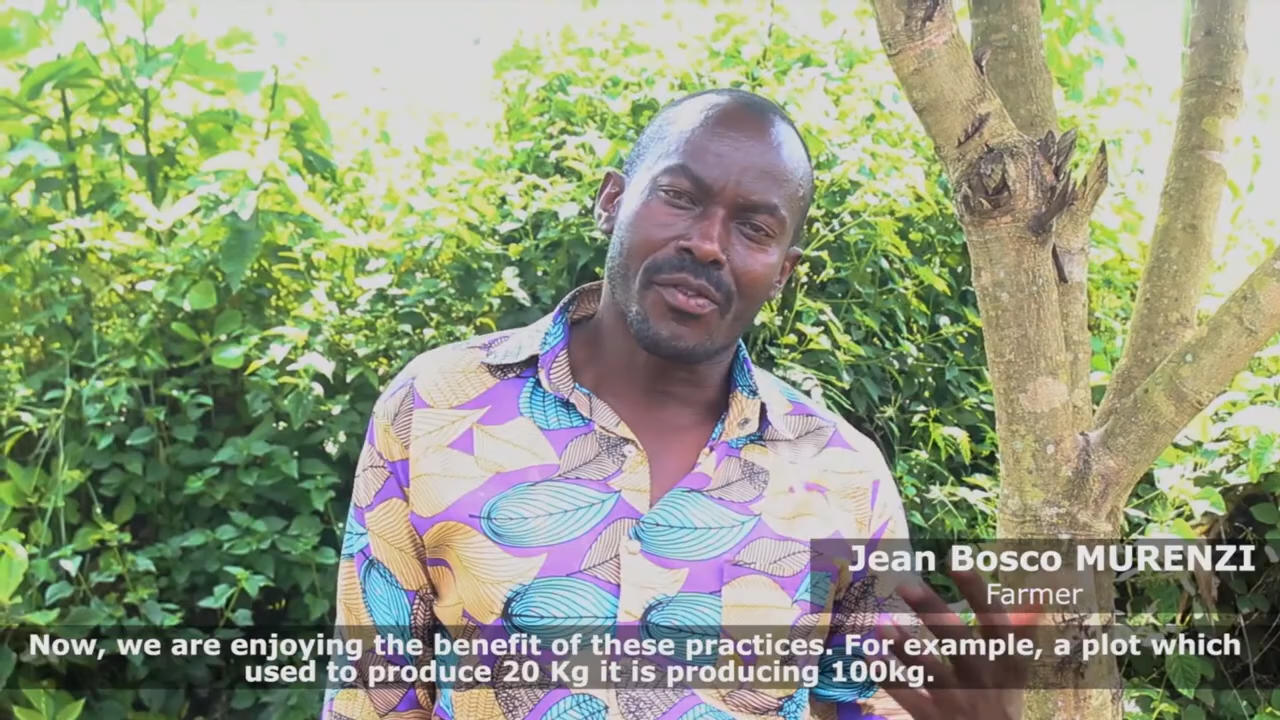 Jean Bosco MURENZI
Farmer
Now, we are enjoying the benefit of these practices. For example, a plot which
used to produce 20 Kg it is producing 100kg.